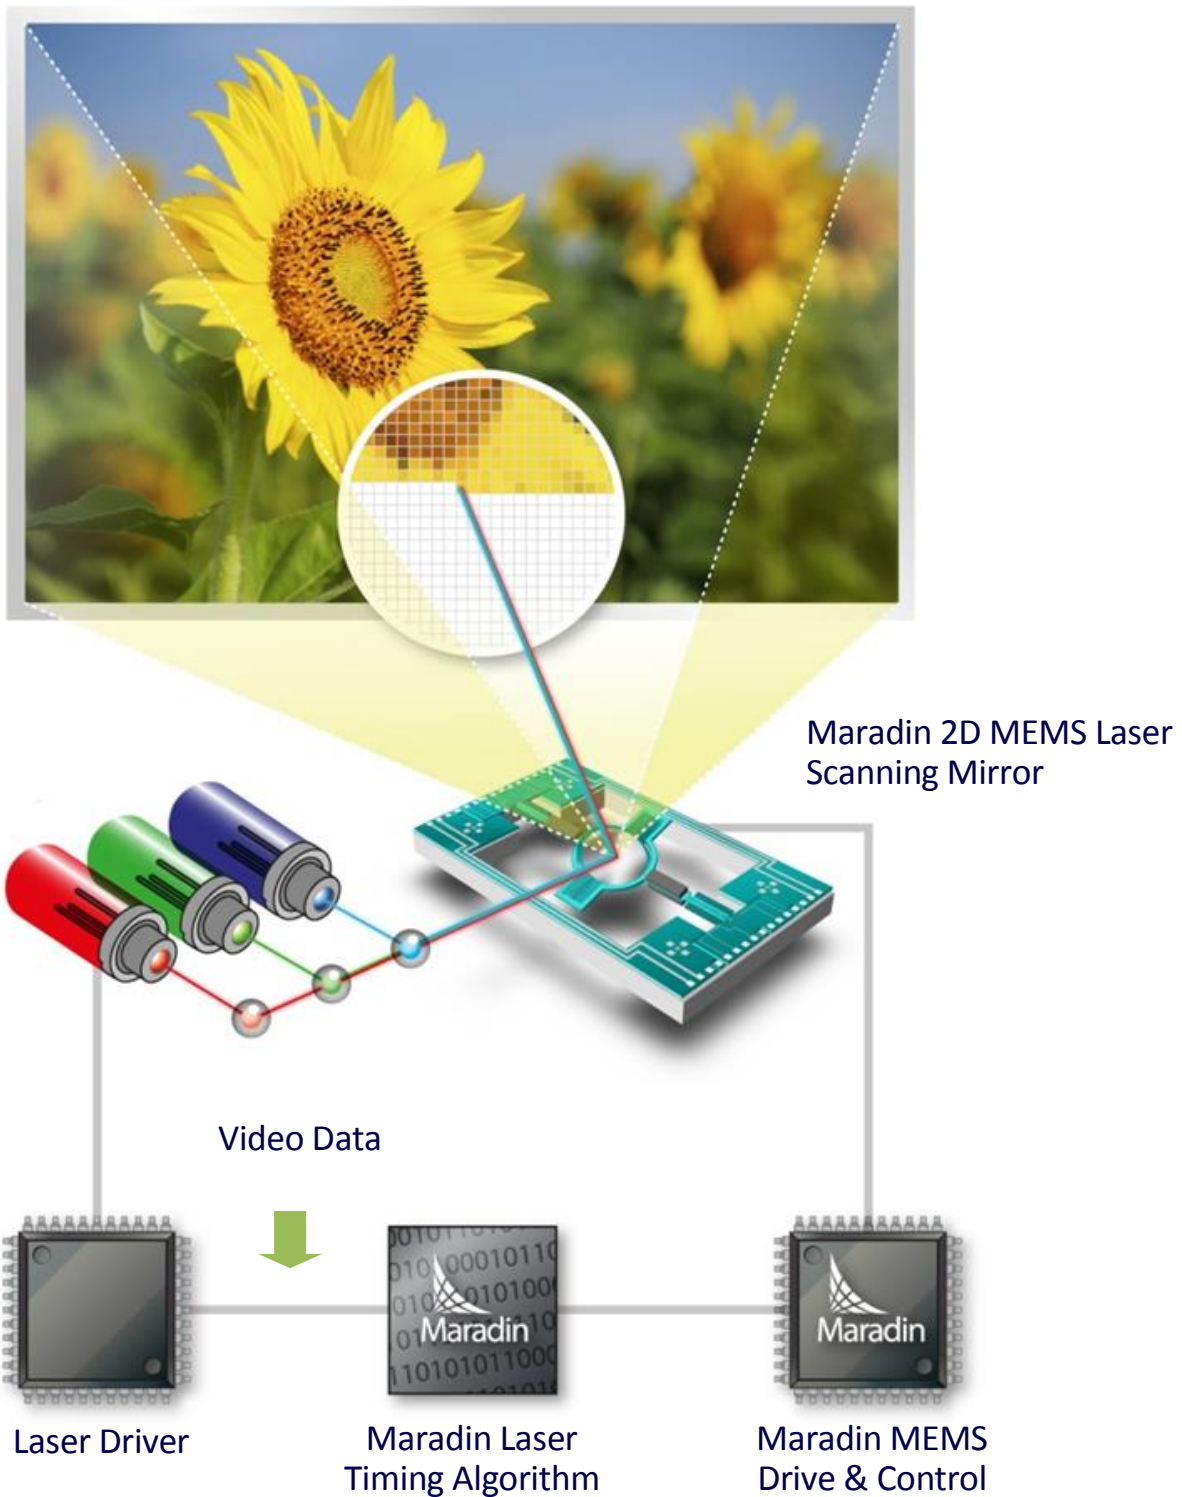 Maradin 2D MEMS Laser
Scanning Mirror
Video Data
Maradin
Maradin
Laser Driver
Maradin Laser
Timing Algorithm
Maradin MEMS
Drive & Control